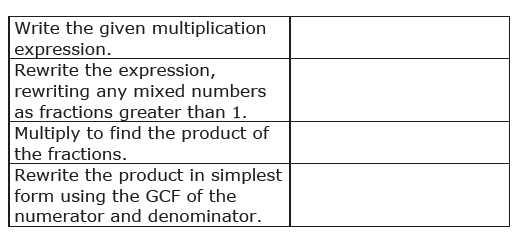 Write the given multiplication
expression.
Rewrite the expression,
rewriting any mixed numbers
as fractions greater than 1.
Multiply to find the product of
the fractions.
Rewrite the product in simplest
form using the GCF of the
numerator and denominator.